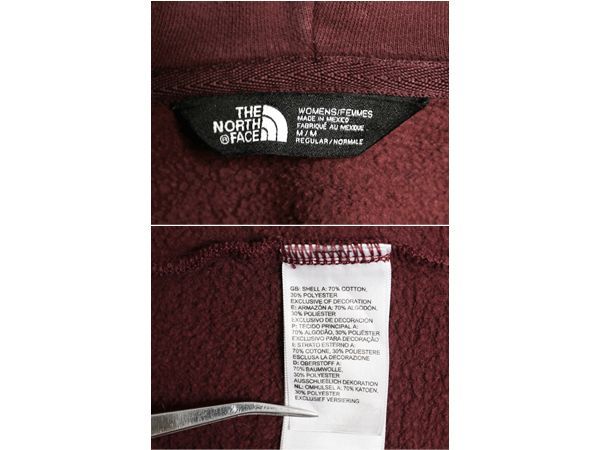 THE
NORTH
FACE
®
WOMENS/FEMMES
MADE IN MEXICO
FABRIQUÉ AU MEXIQUE
M / M
REGULAR/NORMALE
GB: SHELL A: 70% COTTON,
30% POLYESTER
EXCLUSIVE OF DECORATION
E: ARMAZÓN A: 70% ALGODÓN,
30% POLIÉSTER
EXCLUSIVO DE DECORACIÓN
P: TECIDO PRINCIPAL A:
70% ALGODÃO, 30% POLIÉSTER
EXCLUSIVO PARA DECORAÇÃO
I: STRATO ESTERNO A:
70% COTONE, 30% POLIESTERE
ESCLUSA LA DECORAZIONE
D: OBERSTOFF A:
70% BAUMWOLLE,
30% POLYESTER
AUSSCHLIEBLICH DEKORATION
NL: OMHULSEL A: 70% KATOEN,
30% POLYESTER
EXCLUSIEF VERSIERING